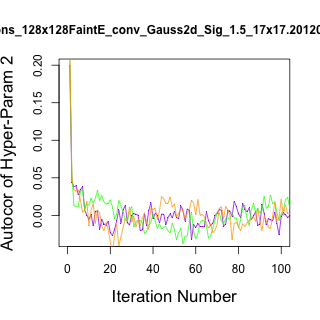 ons_128x128FaintE_conv_Gauss2d_Sig_1.5_17x17.20120
Autocor of Hyper-Param 2
0.20
0.15
0.10
0.05
0.00
0 20 40 60 80 100
Iteration Number